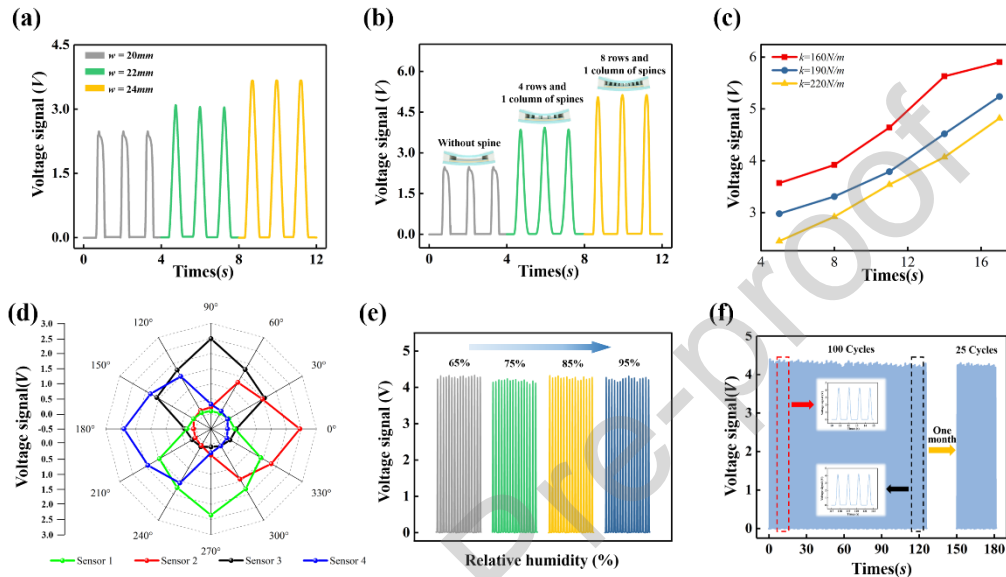 (a)
4.5
3.0
1.5
0.0
Voltage signal (V)
w = 20mm
w = 22mm
w = 24mm
0 4 8 12
Times(s)
(b)
6.0
4.5
3.0
1.5
0.0
Voltage signal (V)
Without spine
4 rows and
1 column of spines
8 rows and
1 column of spines
0 4 8 12
Times(s)
(c)
6
5
4
3
Voltage signal (V)
k=160N/m
k=190N/m
k=220N/m
4 8 12 16
Times(s)
(d)
3.0
2.5
2.0
1.5
1.0
0.5
0.0
-0.5
0.0
0.5
1.0
1.5
2.0
2.5
3.0
Voltage signal(V)
90°
120° 60°
150° 30°
180° 0°
210° 330°
240° 300°
270°
Sensor 1 Sensor 2 Sensor 3 Sensor 4
(e)
5
4
3
2
1
0
Voltage signal(V)
65% 75% 85% 95%
Relative humidity (%)
(f)
5
4
3
2
1
0
Voltage signal(V)
100 Cycles 25 Cycles
One
month
0 30 60 90 120 150 180
Times(s)
Pre-proof